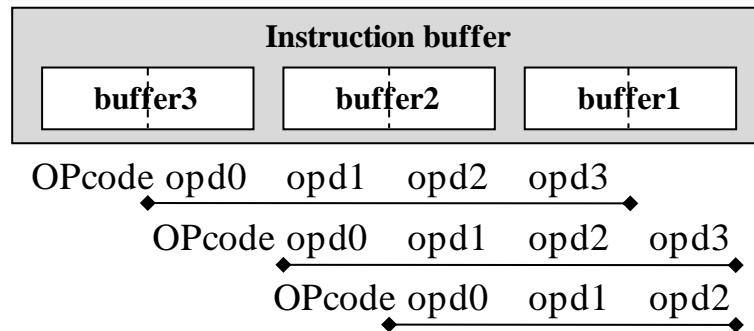 Instruction buffer
buffer3 buffer2 buffer1
OPcode opd0 opd1 opd2 opd3
OPcode opd0 opd1 opd2 opd3
OPcode opd0 opd1 opd2